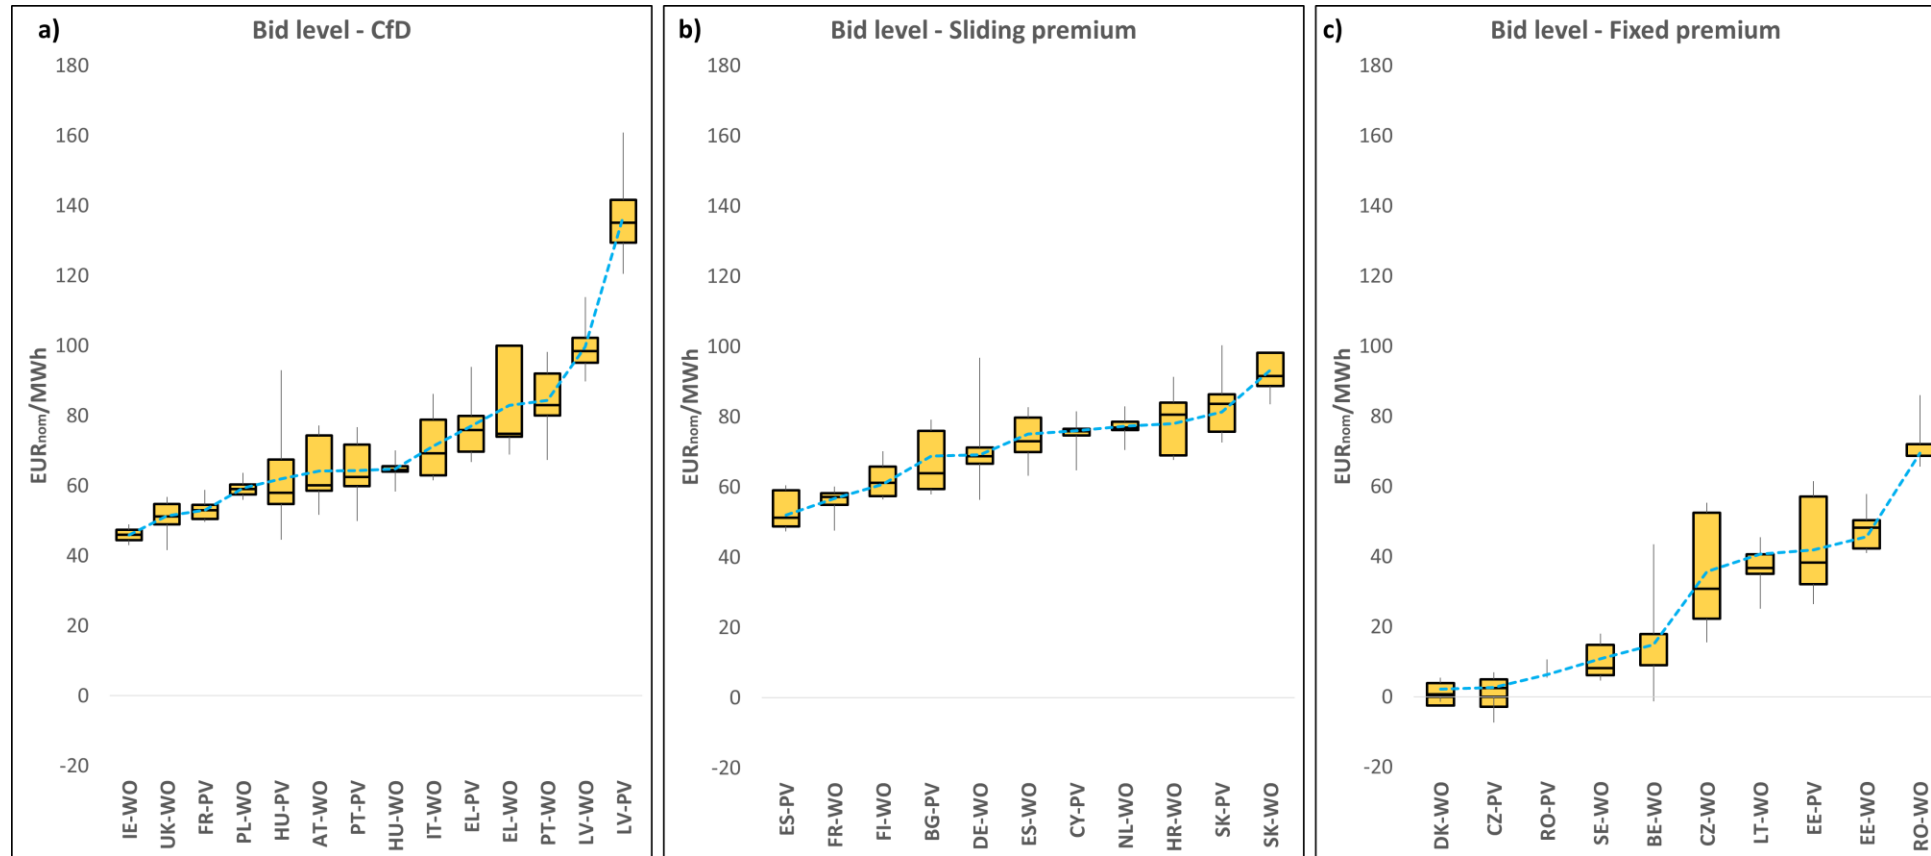 a) Bid level - CfD
180
160
140
120
100
80
60
40
20
0
-20
EURnom/MWh
IE-WO
UK-WO
FR-PV
PL-WO
HU-PV
AT-WO
PT-PV
HU-WO
IT-WO
EL-PV
EL-WO
PT-WO
LV-WO
LV-PV
b) Bid level - Sliding premium
180
160
140
120
100
80
60
40
20
0
-20
EURnom/MWh
ES-PV
FR-WO
FI-WO
BG-PV
DE-WO
ES-WO
CY-PV
NL-WO
HR-WO
SK-PV
SK-WO
c) Bid level - Fixed premium
180
160
140
120
100
80
60
40
20
0
-20
EURnom/MWh
DK-WO
CZ-PV
RO-PV
SE-WO
BE-WO
CZ-WO
LT-WO
EE-PV
EE-WO
RO-WO